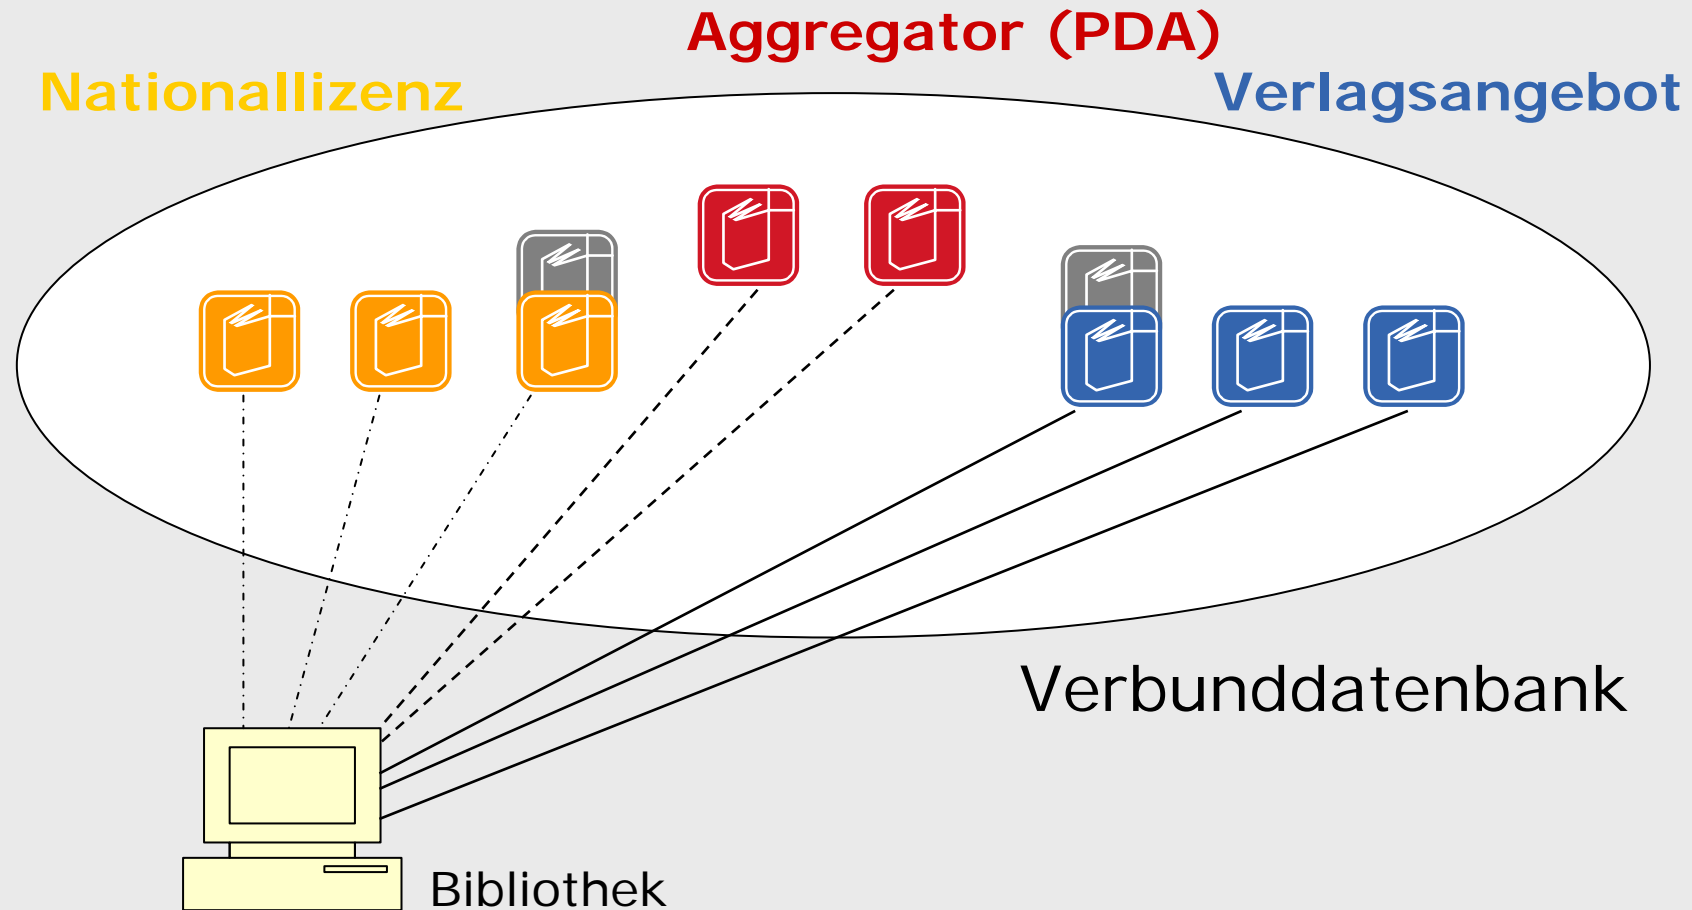 Aggregator (PDA)
Nationallizenz
Verlagsangebot
Verbunddatenbank
Bibliothek